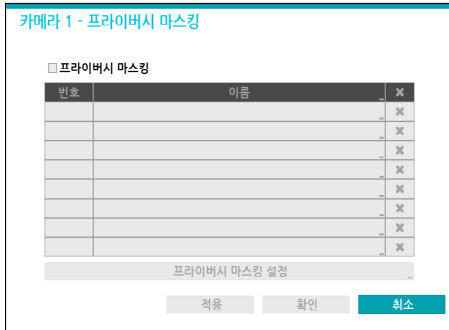 카메라 1 - 프라이버시 마스킹
프라이버시 마스킹
번호 이름
프라이버시 마스킹 설정
적용 확인 취소